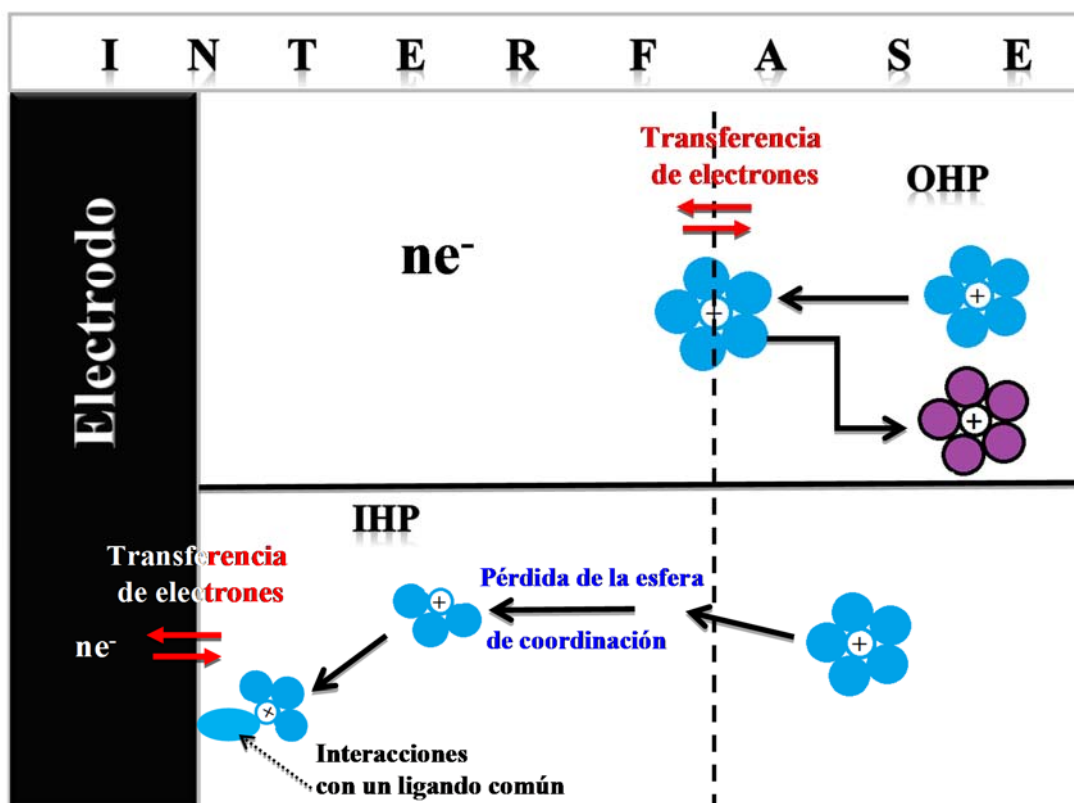 INTERFASE
Electrodo
Transferencia
de electrones
OHP
ne-
+
+
+
IHP
Transferencia
de electrones
Pérdida de la esfera
de coordinación
ne-
+
+
+
Interacciones
con un ligando común